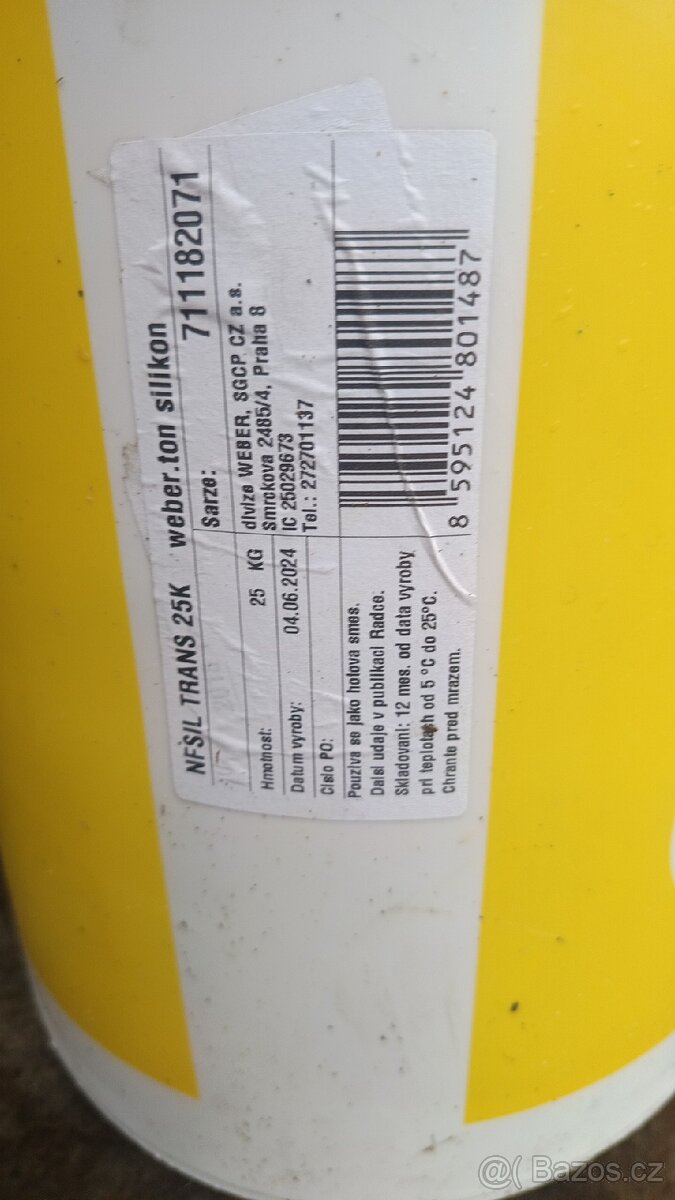 NFSIL TRANS 25K weber.ton silikon
Sarze: 711182071
Hmotnost: 25 KG
Datum vyroby: 04.06.2024
Cislo PO:
divize WEBER, SGCP CZ a.s.
Smrckova 2485/4, Praha 8
IC 25029673
Tel.: 272701137
Pouziva se jako hotova smes.
Dalsi udaje v publikaci Radce.
Skladovani: 12 mes. od data vyroby
pri teplotach od 5 °C do 25°C.
Chrante pred mrazem.
8 595124 801487
@( Bazos.cz